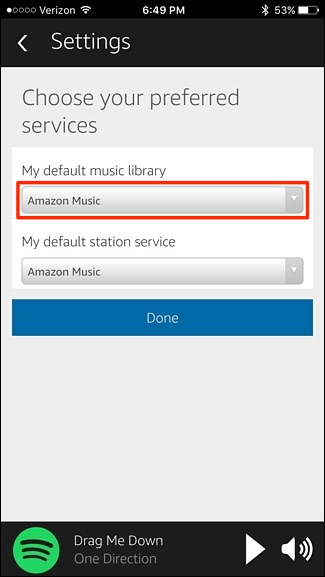 Verizon 6:49 PM 53%
Settings
Choose your preferred
services
My default music library
Amazon Music
My default station service
Amazon Music
Done
Drag Me Down
One Direction